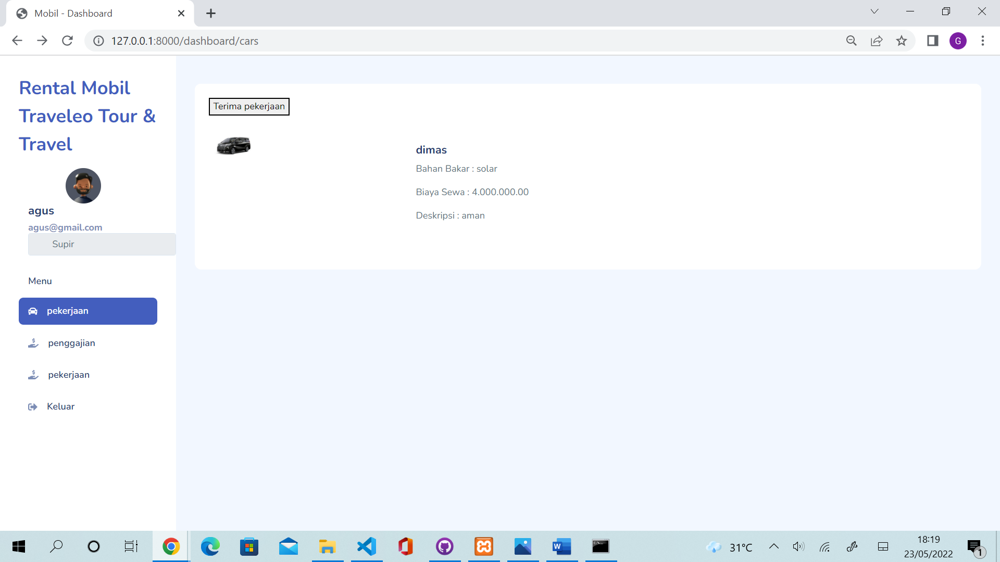 Mobil - Dashboard
127.0.0.1:8000/dashboard/cars
G
Rental Mobil
Traveleo Tour &
Travel
agus
agus@gmail.com
Supir
Menu
pekerjaan
penggajian
pekerjaan
Keluar
Terima pekerjaan
dimas
Bahan Bakar : solar
Biaya Sewa : 4.000.000.00
Deskripsi : aman
31°C
18:19
23/05/2022
1